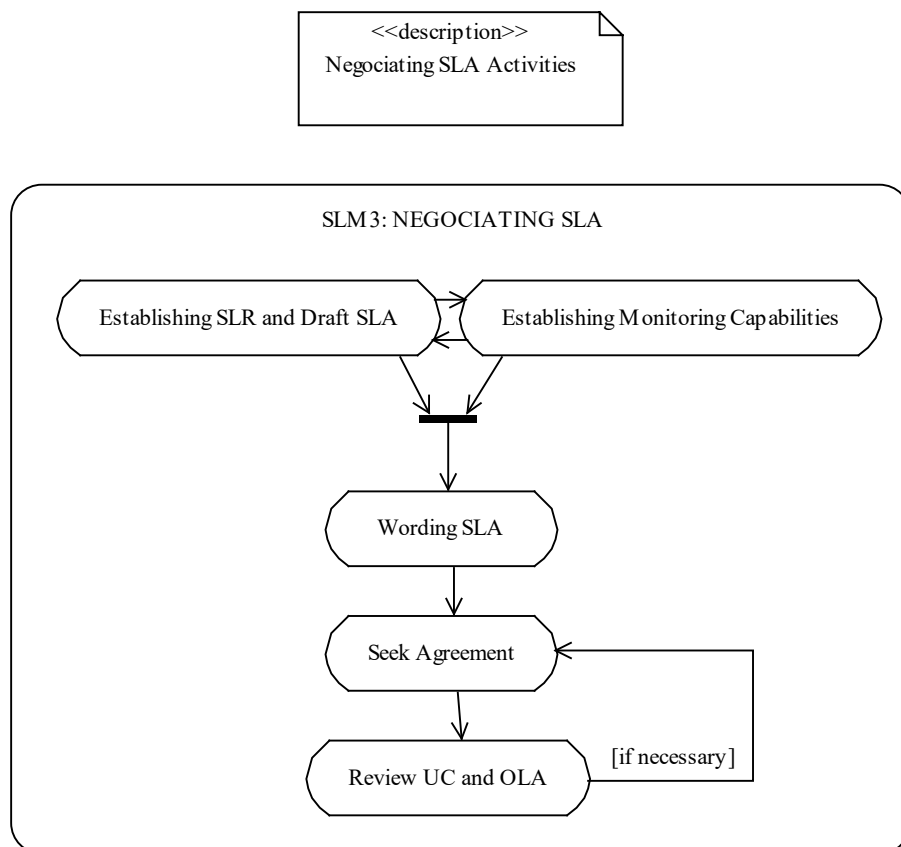 <<description>>
Negociating SLA Activities
SLM3: NEGOCIATING SLA
Establishing SLR and Draft SLA
Establishing Monitoring Capabilities
Wording SLA
Seek Agreement
Review UC and OLA
[if necessary]